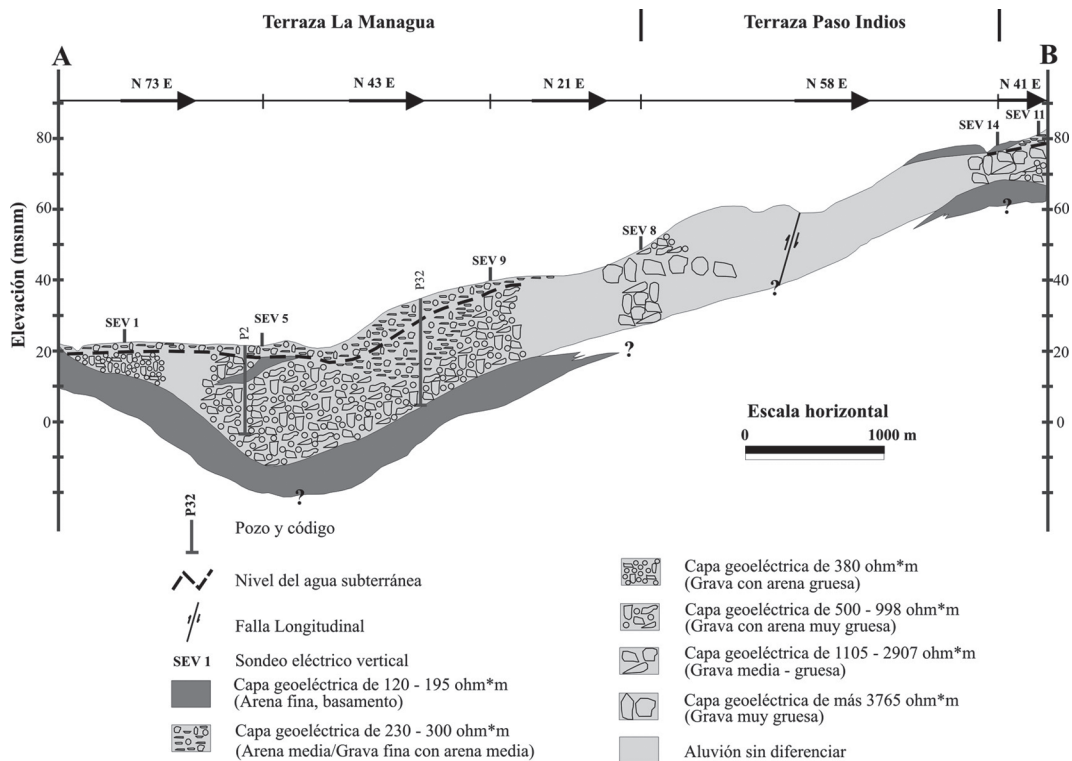 Terraza La Managua
Terraza Paso Indios
A
B
N 73 E
N 43 E
N 21 E
N 58 E
N 41 E
SEV 14
SEV 11
80
60
40
20
0
Elevación (msnm)
80
60
40
20
0
SEV 1
P2
SEV 5
P32
SEV 9
SEV 8
?
?
?
?
Escala horizontal
0
1000 m
P32
Pozo y código
Nivel del agua subterránea
Falla Longitudinal
SEV 1
Sondeo eléctrico vertical
Capa geoeléctrica de 120 - 195 ohm*m
(Arena fina, basamento)
Capa geoeléctrica de 230 - 300 ohm*m
(Arena media/Grava fina con arena media)
Capa geoeléctrica de 380 ohm*m
(Grava con arena gruesa)
Capa geoeléctrica de 500 - 998 ohm*m
(Grava con arena muy gruesa)
Capa geoeléctrica de 1105 - 2907 ohm*m
(Grava media - gruesa)
Capa geoeléctrica de más 3765 ohm*m
(Grava muy gruesa)
Aluvión sin diferenciar